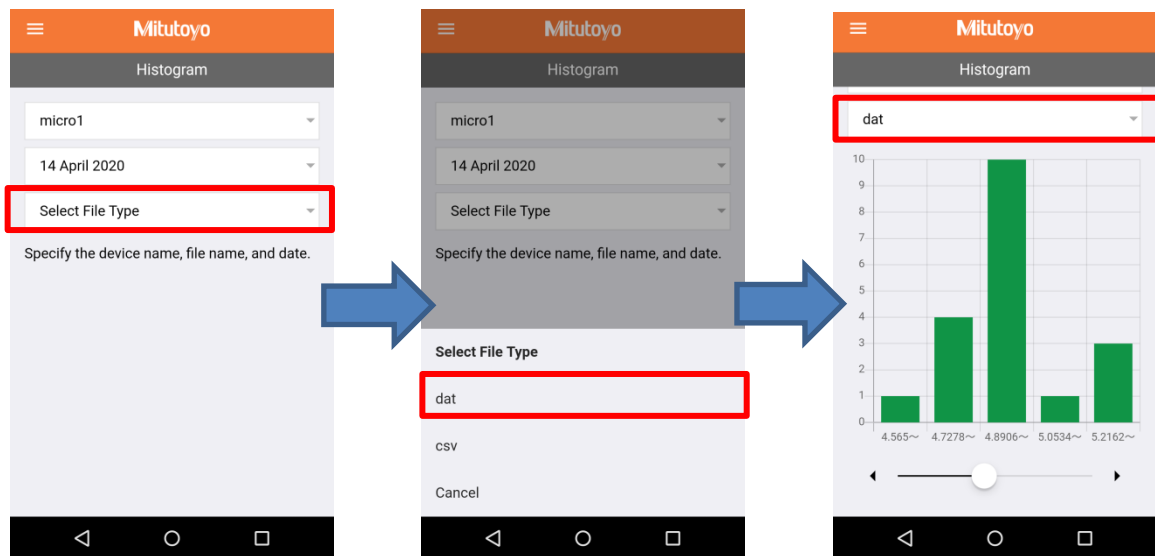 Mitutoyo
Histogram
micro1
14 April 2020
Select File Type
Specify the device name, file name, and date.
Mitutoyo
Histogram
micro1
14 April 2020
Select File Type
Specify the device name, file name, and date.
Select File Type
dat
csv
Cancel
Mitutoyo
Histogram
dat
10
9
8
7
6
5
4
3
2
1
0
4.565~ 4.7278~ 4.8906~ 5.0534~ 5.2162~